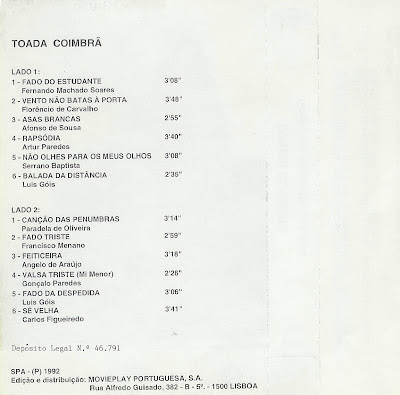 TOADA COIMBRÃ
LADO 1:
1 - FADO DO ESTUDANTE 3'08"
Fernando Machado Soares
2 - VENTO NÃO BATAS À PORTA 3'48"
Florêncio de Carvalho
3 - ASAS BRANCAS 2'55"
Afonso de Sousa
4 - RAPSÓDIA 3'40"
Artur Paredes
5 - NÃO OLHES PARA OS MEUS OLHOS 3'08"
Serrano Baptista
6 - BALADA DA DISTÂNCIA 2'36"
Luis Góis
LADO 2:
1 - CANÇÃO DAS PENUMBRAS 3'14"
Paradela de Oliveira
2 - FADO TRISTE 2'59"
Francisco Menano
3 - FEITICEIRA 3'18"
Angelo de Araújo
4 - VALSA TRISTE (Mi Menor) 2'26"
Gonçalo Paredes
5 - FADO DA DESPEDIDA 3'06"
Luis Góis
6 - SÉ VELHA 3'41"
Carlos Figueiredo
Depósito Legal N.º 46.791
SPA - (P) 1992
Edição e distribuição: MOVIEPLAY PORTUGUESA, S.A.
Rua Alfredo Guisado, 382 - B - 5º. - 1500 LISBOA